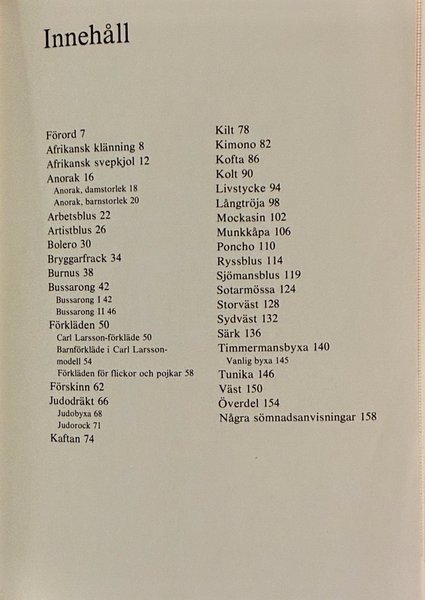 Innehåll
Förord 7
Afrikansk klänning 8
Afrikansk svepkjol 12
Anorak 16
Anorak, damstorlek 18
Anorak, barnstorlek 20
Arbetsblus 22
Artistblus 26
Bolero 30
Bryggarfrack 34
Burnus 38
Bussarong 42
Bussarong I 42
Bussarong II 46
Förkläden 50
Carl Larsson-förkläde 50
Barnförkläde i Carl Larsson-
modell 54
Förkläden för flickor och pojkar 58
Förskinn 62
Judodräkt 66
Judobyxa 68
Judorock 71
Kaftan 74
Kilt 78
Kimono 82
Kofta 86
Kolt 90
Livstycke 94
Långtröja 98
Mockasin 102
Munkkåpa 106
Poncho 110
Ryssblus 114
Sjömansblus 119
Sotarmössa 124
Storväst 128
Sydväst 132
Särk 136
Timmermansbyxa 140
Vanlig byxa 145
Tunika 146
Väst 150
Överdel 154
Några sömnadsanvisningar 158